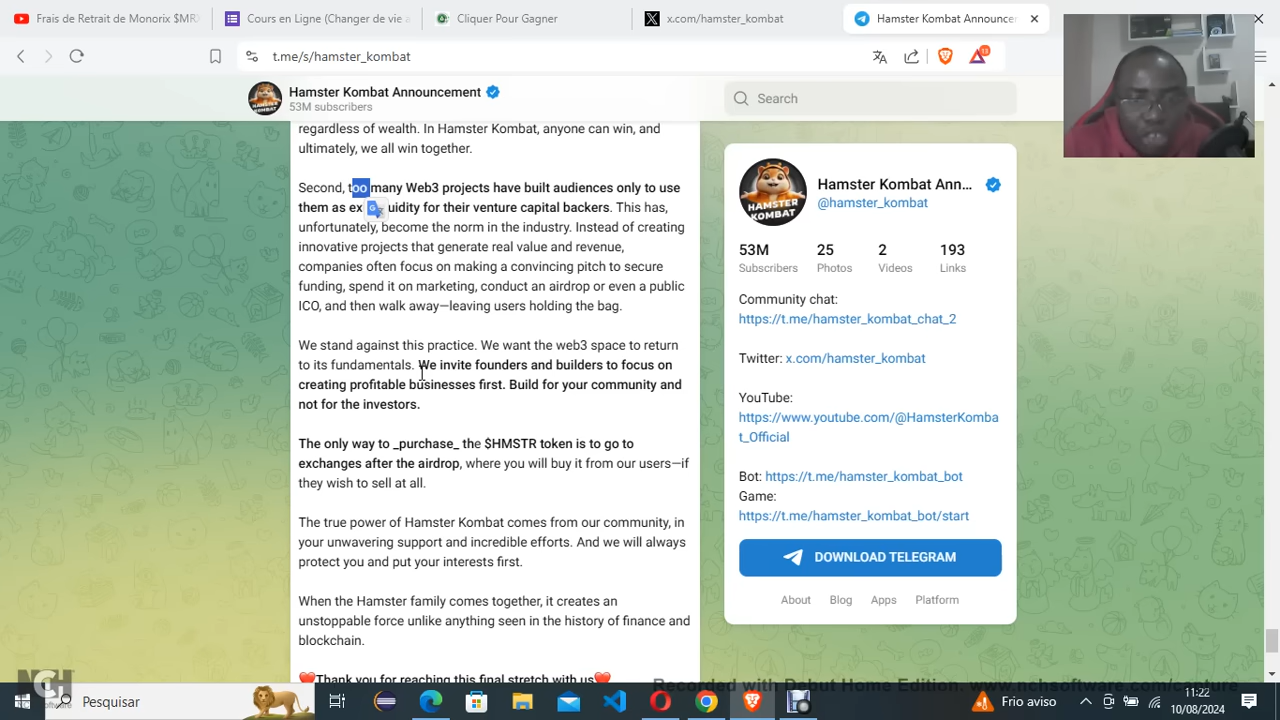 Frais de Retrait de Monorix $MRX
Cours en Ligne (Changer de vie a
Cliquer Pour Gagner
x.com/hamster_kombat
Hamster Kombat Announcem
t.me/s/hamster_kombat
Hamster Kombat Announcement
53M subscribers
Search
regardless of wealth. In Hamster Kombat, anyone can win, and
ultimately, we all win together.
Second, too many Web3 projects have built audiences only to use
them as ex uidity for their venture capital backers. This has,
unfortunately, become the norm in the industry. Instead of creating
innovative projects that generate real value and revenue,
companies often focus on making a convincing pitch to secure
funding, spend it on marketing, conduct an airdrop or even a public
ICO, and then walk away—leaving users holding the bag.
We stand against this practice. We want the web3 space to return
to its fundamentals. We invite founders and builders to focus on
creating profitable businesses first. Build for your community and
not for the investors.
The only way to _purchase_ the $HMSTR token is to go to
exchanges after the airdrop, where you will buy it from our users—if
they wish to sell at all.
The true power of Hamster Kombat comes from our community, in
your unwavering support and incredible efforts. And we will always
protect you and put your interests first.
When the Hamster family comes together, it creates an
unstoppable force unlike anything seen in the history of finance and
blockchain.
❤️Thank you for reaching this final stretch with us❤️
HAMSTER
KOMBAT
Hamster Kombat Ann...
@hamster_kombat
53M
Subscribers
25
Photos
2
Videos
193
Links
Community chat:
https://t.me/hamster_kombat_chat_2
Twitter: x.com/hamster_kombat
YouTube:
https://www.youtube.com/@HamsterKomba
t_Official
Bot: https://t.me/hamster_kombat_bot
Game:
https://t.me/hamster_kombat_bot/start
DOWNLOAD TELEGRAM
About
Blog
Apps
Platform
NCH
Software
Recorded with Debut Home Edition. www.nchsoftware.com/capture
Pesquisar
Frio aviso
11:22
10/08/2024